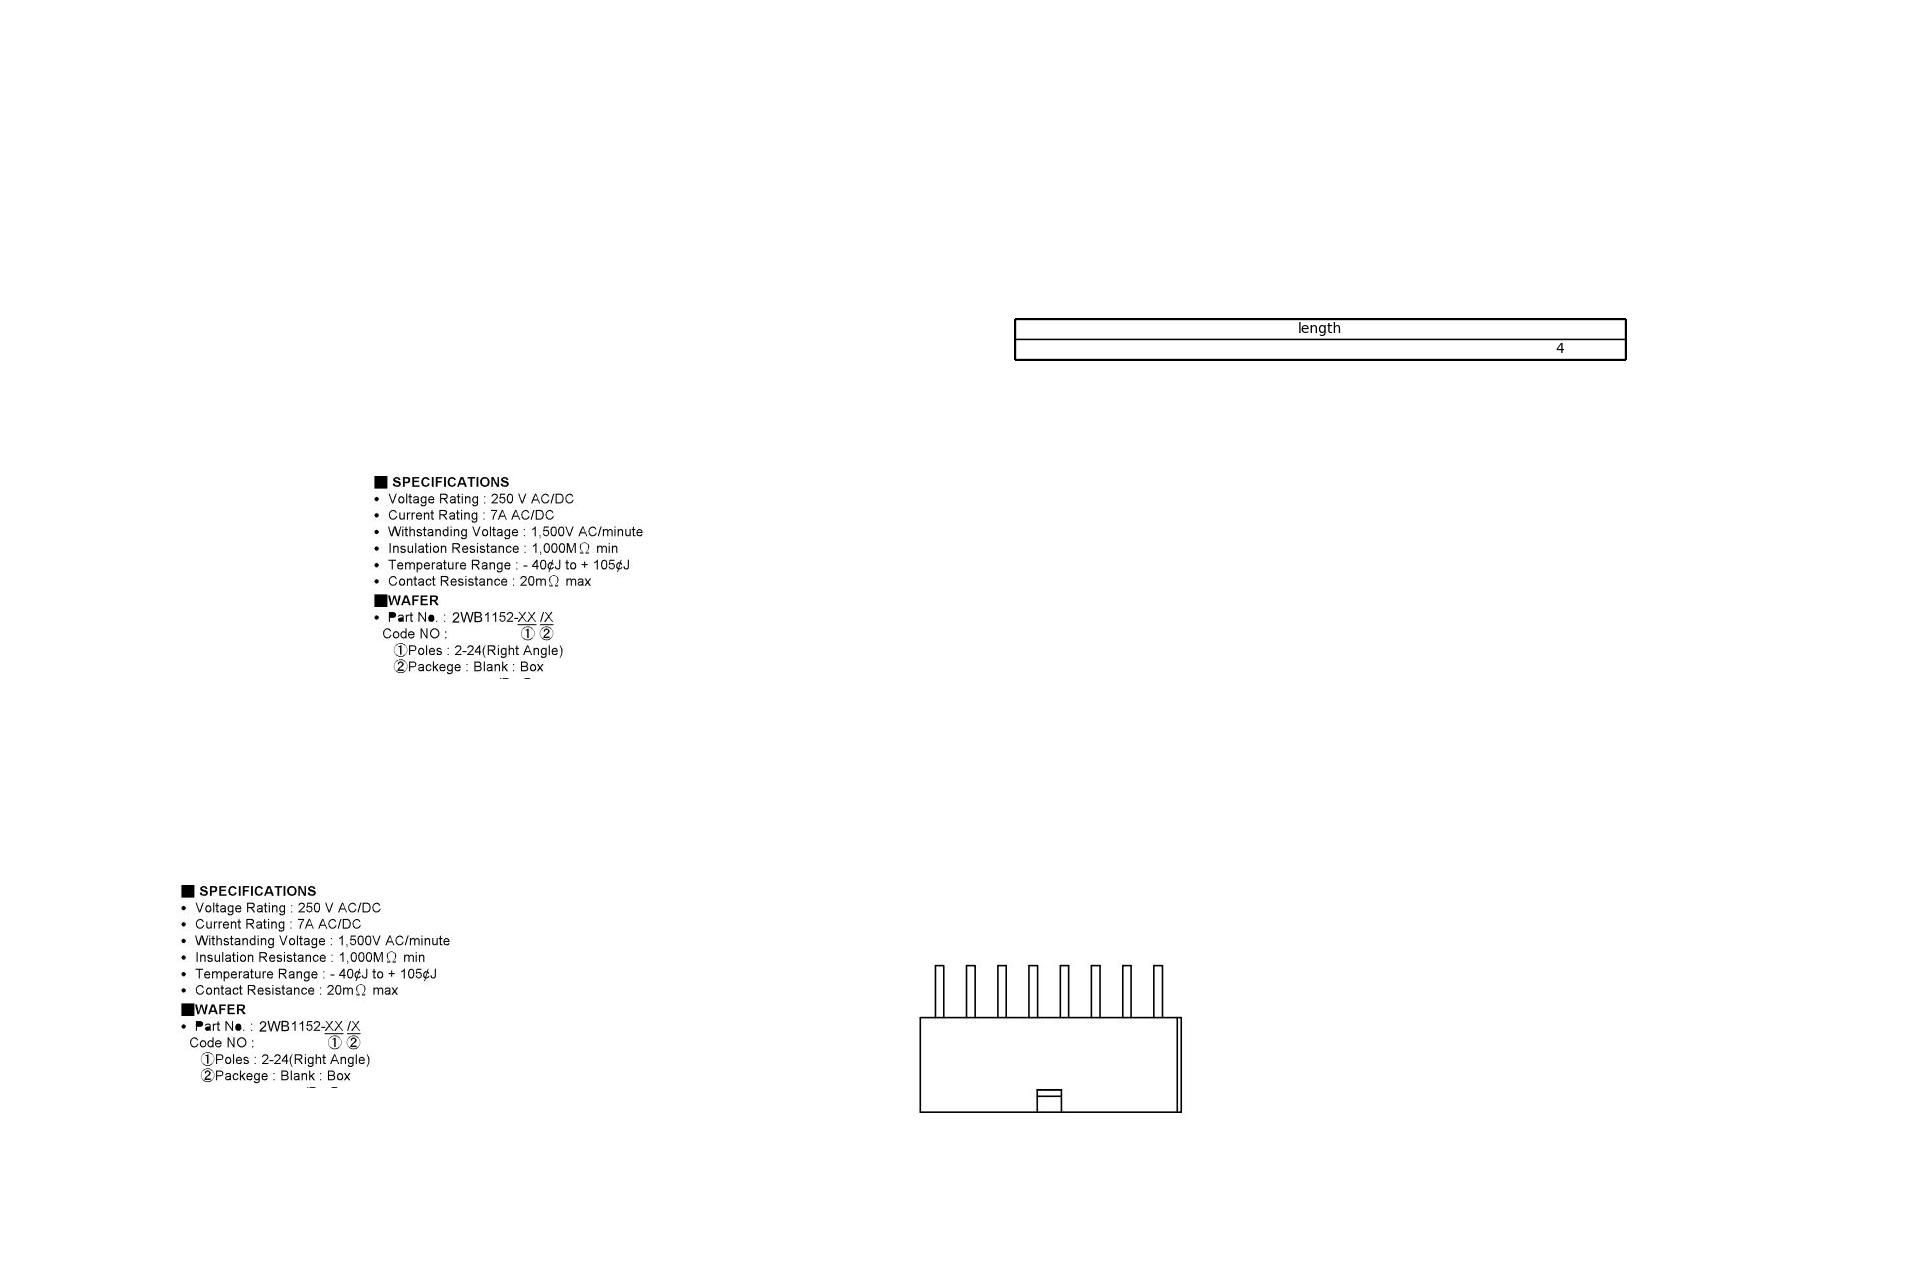 length
4
■ SPECIFICATIONS
• Voltage Rating : 250 V AC/DC
• Current Rating : 7A AC/DC
• Withstanding Voltage : 1,500V AC/minute
• Insulation Resistance : 1,000MΩ min
• Temperature Range : - 40¢J to + 105¢J
• Contact Resistance : 20mΩ max
■WAFER
• Part No. : 2WB1152-XX /X
Code NO : ① ②
①Poles : 2-24(Right Angle)
②Packege : Blank : Box
■ SPECIFICATIONS
• Voltage Rating : 250 V AC/DC
• Current Rating : 7A AC/DC
• Withstanding Voltage : 1,500V AC/minute
• Insulation Resistance : 1,000MΩ min
• Temperature Range : - 40¢J to + 105¢J
• Contact Resistance : 20mΩ max
■WAFER
• Part No. : 2WB1152-XX /X
Code NO : ① ②
①Poles : 2-24(Right Angle)
②Packege : Blank : Box